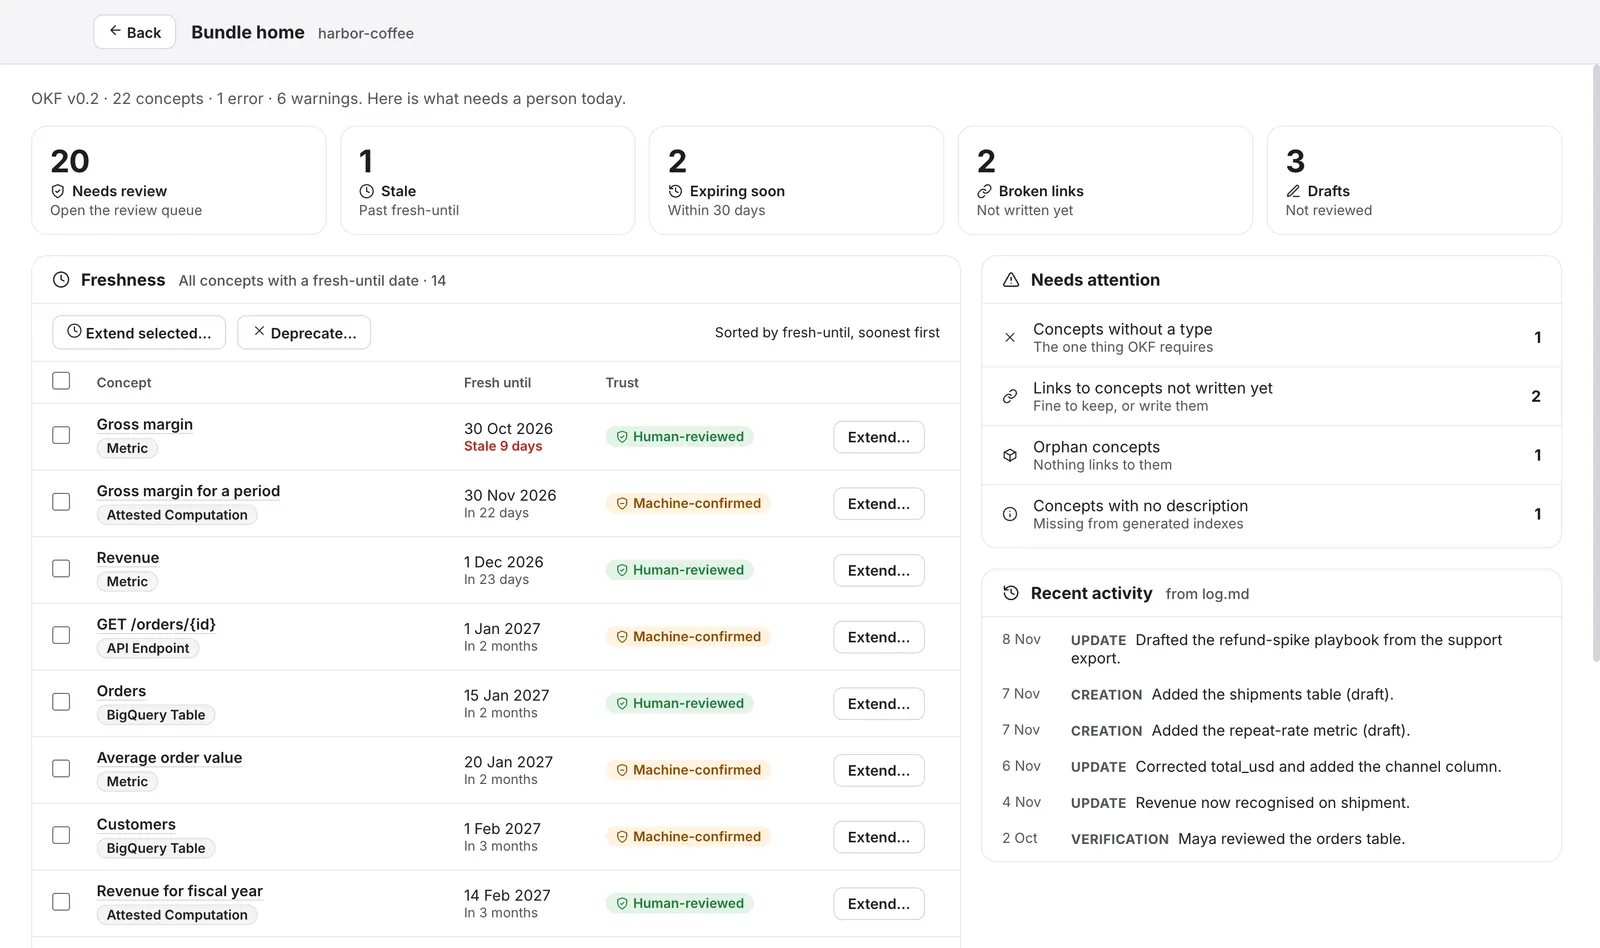 Back
Bundle home harbor-coffee
OKF v0.2 · 22 concepts · 1 error · 6 warnings. Here is what needs a person today.
20
Needs review
Open the review queue
1
Stale
Past fresh-until
2
Expiring soon
Within 30 days
2
Broken links
Not written yet
3
Drafts
Not reviewed
Freshness All concepts with a fresh-until date · 14
Extend selected... Deprecate... Sorted by fresh-until, soonest first
Concept Fresh until Trust
Gross margin
Metric
30 Oct 2026
Stale 9 days
Human-reviewed
Extend...
Gross margin for a period
Attested Computation
30 Nov 2026
In 22 days
Machine-confirmed
Extend...
Revenue
Metric
1 Dec 2026
In 23 days
Human-reviewed
Extend...
GET /orders/{id}
API Endpoint
1 Jan 2027
In 2 months
Machine-confirmed
Extend...
Orders
BigQuery Table
15 Jan 2027
In 2 months
Human-reviewed
Extend...
Average order value
Metric
20 Jan 2027
In 2 months
Machine-confirmed
Extend...
Customers
BigQuery Table
1 Feb 2027
In 3 months
Machine-confirmed
Extend...
Revenue for fiscal year
Attested Computation
14 Feb 2027
In 3 months
Human-reviewed
Extend...
Needs attention
Concepts without a type
The one thing OKF requires
1
Links to concepts not written yet
Fine to keep, or write them
2
Orphan concepts
Nothing links to them
1
Concepts with no description
Missing from generated indexes
1
Recent activity from log.md
8 Nov UPDATE Drafted the refund-spike playbook from the support
export.
7 Nov CREATION Added the shipments table (draft).
7 Nov CREATION Added the repeat-rate metric (draft).
6 Nov UPDATE Corrected total_usd and added the channel column.
4 Nov UPDATE Revenue now recognised on shipment.
2 Oct VERIFICATION Maya reviewed the orders table.